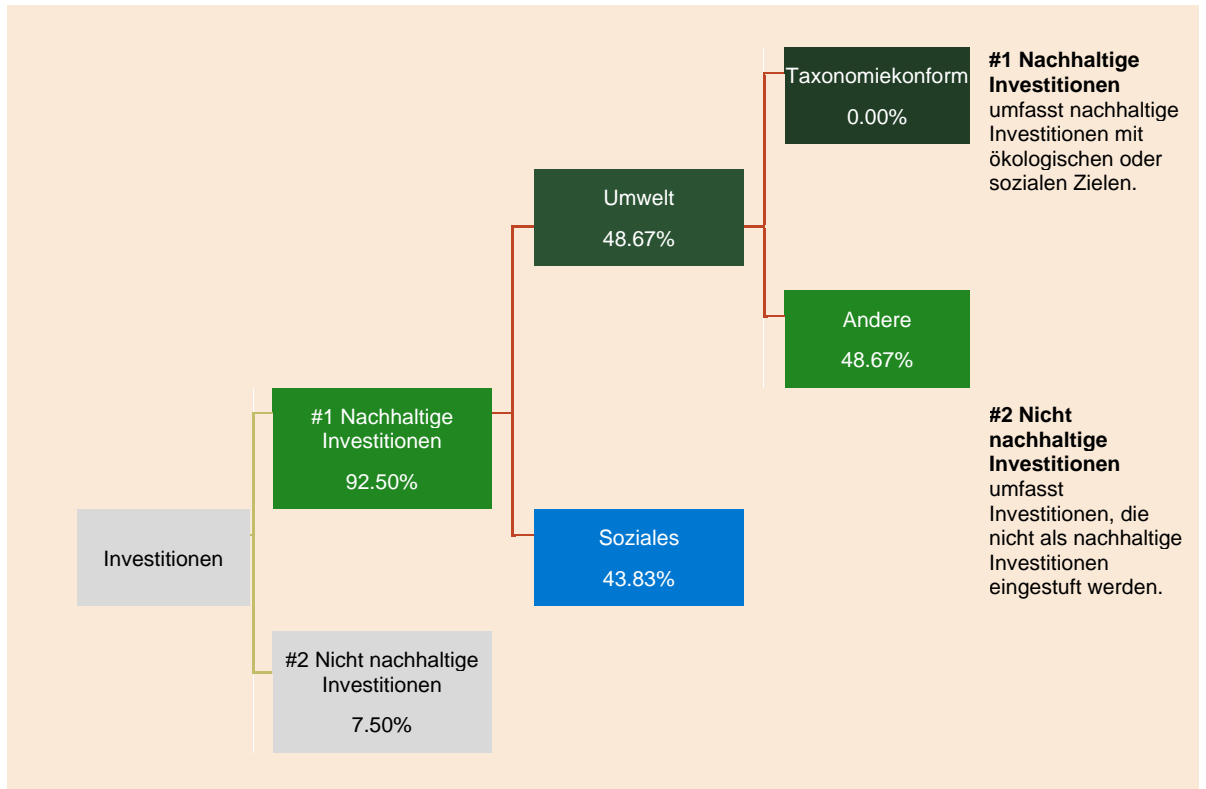 Taxonomiekonform
0.00%
Umwelt
48.67%
Andere
48.67%
#1 Nachhaltige
Investitionen
92.50%
Soziales
43.83%
Investitionen
#2 Nicht nachhaltige
Investitionen
7.50%
#1 Nachhaltige
Investitionen
umfasst nachhaltige
Investitionen mit
ökologischen oder
sozialen Zielen.
#2 Nicht
nachhaltige
Investitionen
umfasst
Investitionen, die
nicht als nachhaltige
Investitionen
eingestuft werden.